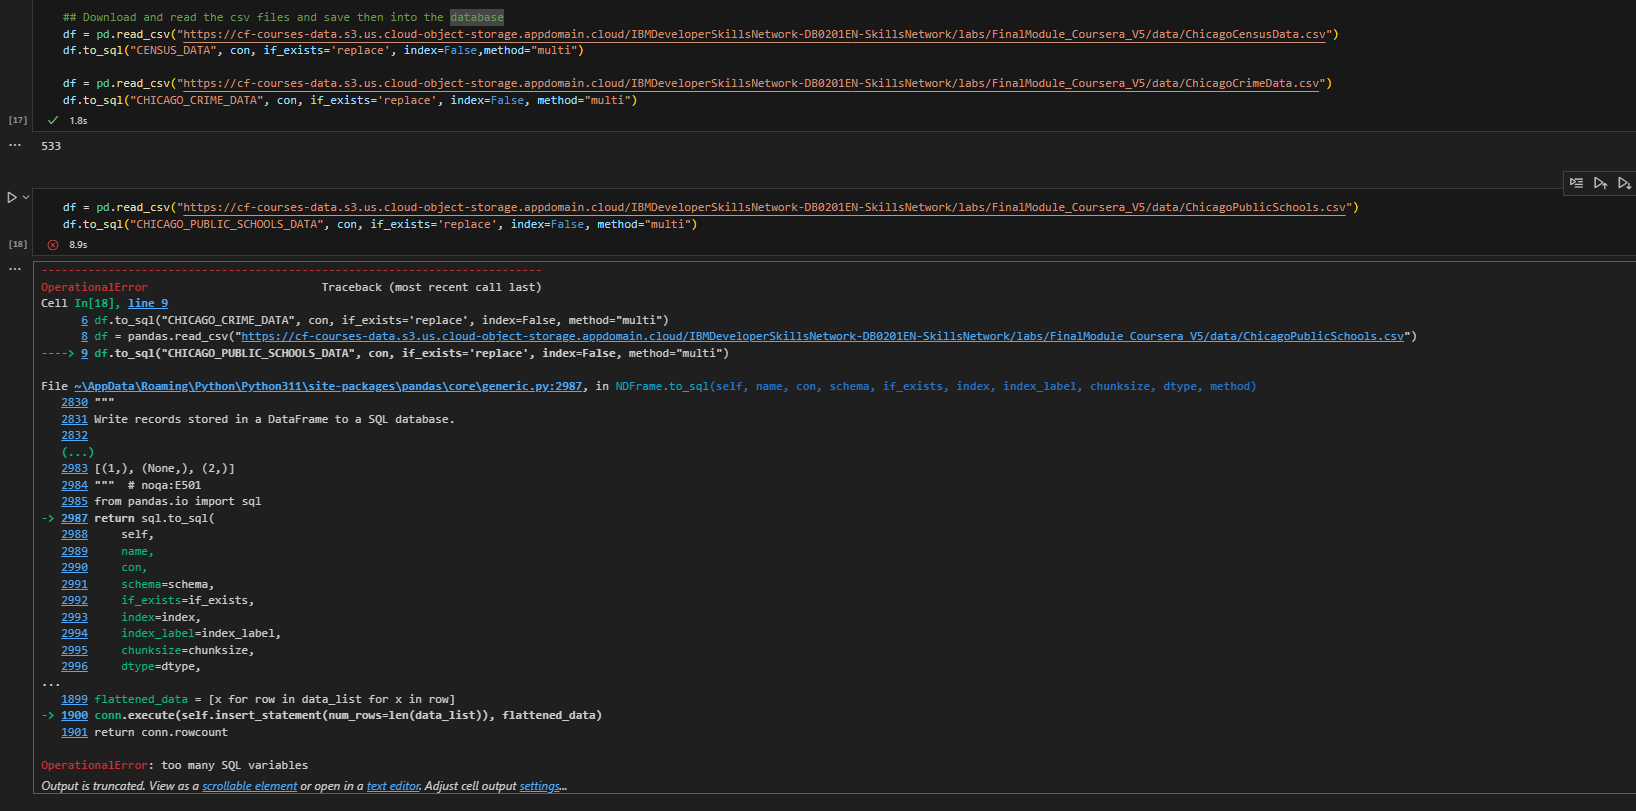 ## Download and read the csv files and save then into the database
df = pd.read_csv("https://cf-courses-data.s3.us.cloud-object-storage.appdomain.cloud/IBMDeveloperSkillsNetwork-DB0201EN-SkillsNetwork/labs/FinalModule_Coursera_V5/data/ChicagoCensusData.csv")
df.to_sql("CENSUS_DATA", con, if_exists='replace', index=False,method="multi")
df = pd.read_csv("https://cf-courses-data.s3.us.cloud-object-storage.appdomain.cloud/IBMDeveloperSkillsNetwork-DB0201EN-SkillsNetwork/labs/FinalModule_Coursera_V5/data/ChicagoCrimeData.csv")
df.to_sql("CHICAGO_CRIME_DATA", con, if_exists='replace', index=False, method="multi")
[17] 1.8s
... 533
df = pd.read_csv("https://cf-courses-data.s3.us.cloud-object-storage.appdomain.cloud/IBMDeveloperSkillsNetwork-DB0201EN-SkillsNetwork/labs/FinalModule_Coursera_V5/data/ChicagoPublicSchools.csv")
df.to_sql("CHICAGO_PUBLIC_SCHOOLS_DATA", con, if_exists='replace', index=False, method="multi")
[18] 8.9s
... ---------------------------------------------------------------------------
OperationalError Traceback (most recent call last)
Cell In[18], line 9
6 df.to_sql("CHICAGO_CRIME_DATA", con, if_exists='replace', index=False, method="multi")
8 df = pandas.read_csv("https://cf-courses-data.s3.us.cloud-object-storage.appdomain.cloud/IBMDeveloperSkillsNetwork-DB0201EN-SkillsNetwork/labs/FinalModule_Coursera_V5/data/ChicagoPublicSchools.csv")
----> 9 df.to_sql("CHICAGO_PUBLIC_SCHOOLS_DATA", con, if_exists='replace', index=False, method="multi")
File ~\AppData\Roaming\Python\Python311\site-packages\pandas\core\generic.py:2987, in NDFrame.to_sql(self, name, con, schema, if_exists, index, index_label, chunksize, dtype, method)
2830 """
2831 Write records stored in a DataFrame to a SQL database.
2832
(...)
2983 [(1,), (None,), (2,)]
2984 """  # noqa:E501
2985 from pandas.io import sql
-> 2987 return sql.to_sql(
2988     self,
2989     name,
2990     con,
2991     schema=schema,
2992     if_exists=if_exists,
2993     index=index,
2994     index_label=index_label,
2995     chunksize=chunksize,
2996     dtype=dtype,
...
1899 flattened_data = [x for row in data_list for x in row]
-> 1900 conn.execute(self.insert_statement(num_rows=len(data_list)), flattened_data)
1901 return conn.rowcount
OperationalError: too many SQL variables
Output is truncated. View as a scrollable element or open in a text editor. Adjust cell output settings...